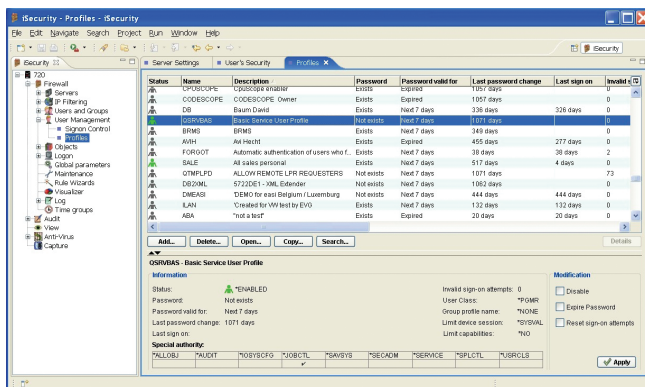 iSecurity - Profiles - iSecurity
File Edit Navigate Search Project Run Window Help
iSecurity
iSecurity
Server Settings User's Security Profiles
720
Firewall
Servers
IP Filtering
Users and Groups
User Management
Signon Control
Profiles
Objects
Logon
Global parameters
Maintenance
Rule Wizards
Visualizer
Log
Time groups
Audit
View
Anti-Virus
Capture
Status Name Description Password Password valid for Last password change Last sign on Invalid s
CPUSCOPE CpuScope enabler Exists Expired 1057 days 0
CODESCOPE CODESCOPE Owner Exists Expired 1057 days 0
DB Baum David Exists Next 7 days 336 days 326 days 0
QSRVBAS Basic Service User Profile Not exists Next 7 days 1071 days 0
BRMS BRMS Exists Next 7 days 349 days 0
AVIH Avi Hecht Exists Expired 455 days 277 days 0
FORGOT Automatic authentication of users who f... Exists Next 7 days 38 days 38 days 2
SALE All sales personal Exists Next 7 days 517 days 4 days 0
QTMPLPD ALLOW REMOTE LPR REQUESTERS Not exists Next 7 days 1071 days 73
DB2XML 5722DE1 - XML Extender Not exists Next 7 days 1062 days 0
DMEASI 'DEMO for easi Belgium / Luxemburg Not exists Next 7 days 444 days 444 days 0
ILAN 'Created for VW test by EVG Exists Next 7 days 132 days 132 days 0
ABA "not a test" Exists Expired 20 days 20 days 0
Add... Delete... Open... Copy... Search... Details
QSRVBAS - Basic Service User Profile
Information
Status: *ENABLED
Password: Not exists
Password valid for: Next 7 days
Last password change: 1071 days
Last sign on:
Invalid sign-on attempts: 0
User Class: *PGMR
Group profile name: *NONE
Limit device session: *SYSVAL
Limit capabilities: *NO
Special authority:
*ALLOBJ *AUDIT *IOSYSCFG *JOBCTL *SAVSYS *SECADM *SERVICE *SPLCTL *USRCLS
Modification
Disable
Expire Password
Reset sign-on attempts
Apply